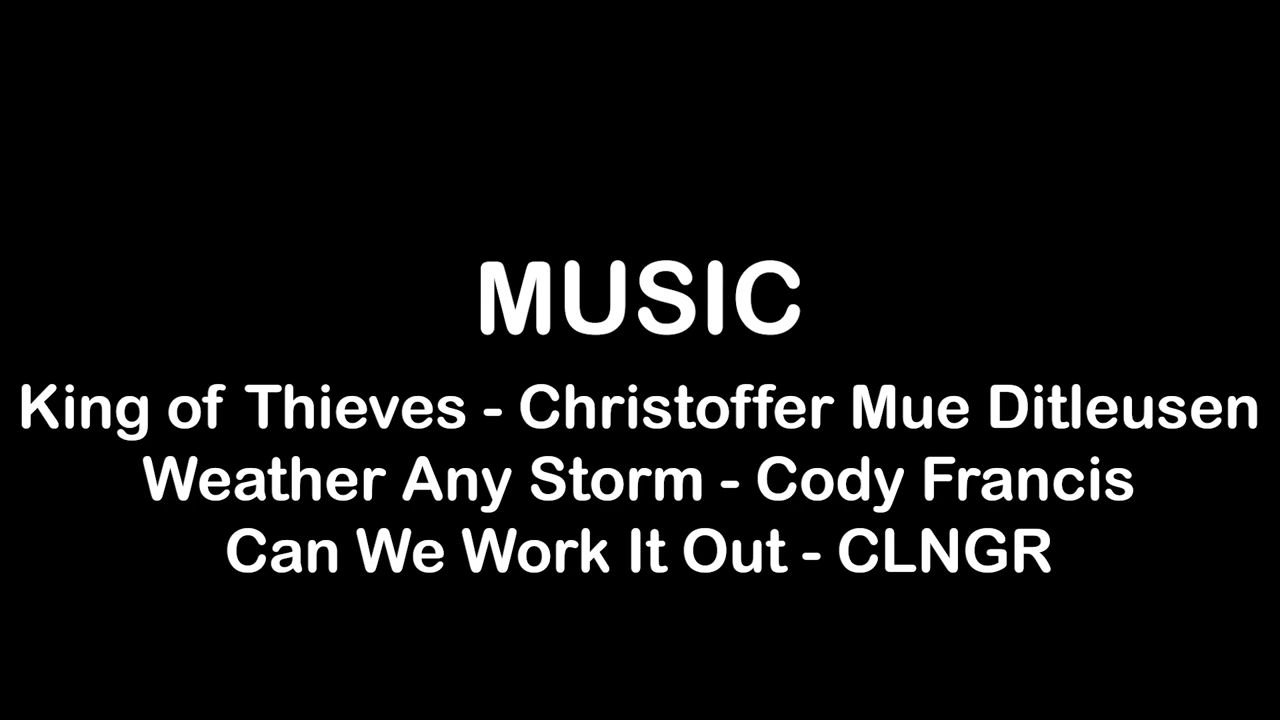 MUSIC
King of Thieves - Christoffer Mue Ditleusen
Weather Any Storm - Cody Francis
Can We Work It Out - CLNGR